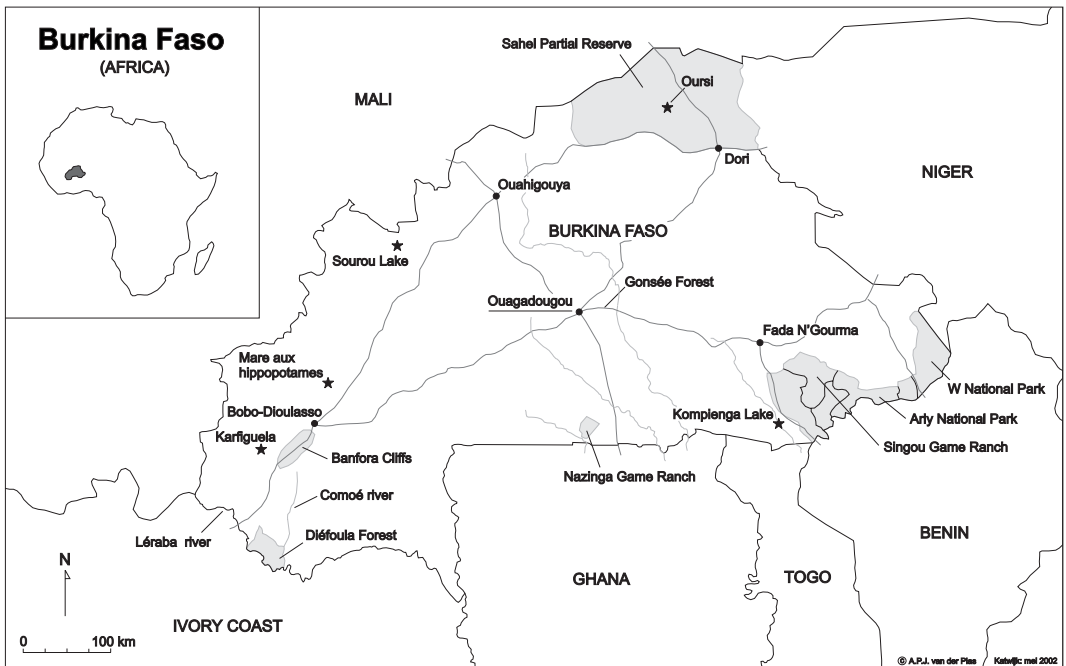 Burkina Faso
(AFRICA)
Sahel Partial Reserve
MALI
Oursi
Dori
NIGER
Ouahigouya
BURKINA FASO
Sourou Lake
Gonsée Forest
Ouagadougou
Fada N'Gourma
Mare aux
hippopotames
W National Park
Bobo-Dioulasso
Kompienga Lake
Arly National Park
Karfiguela
Singou Game Ranch
Banfora Cliffs
Nazinga Game Ranch
Comoé river
Diéfoula Forest
Léraba river
BENIN
N
GHANA
TOGO
IVORY COAST
0 100 km
© A.P.J. van der Plas Katwijk: mei 2002